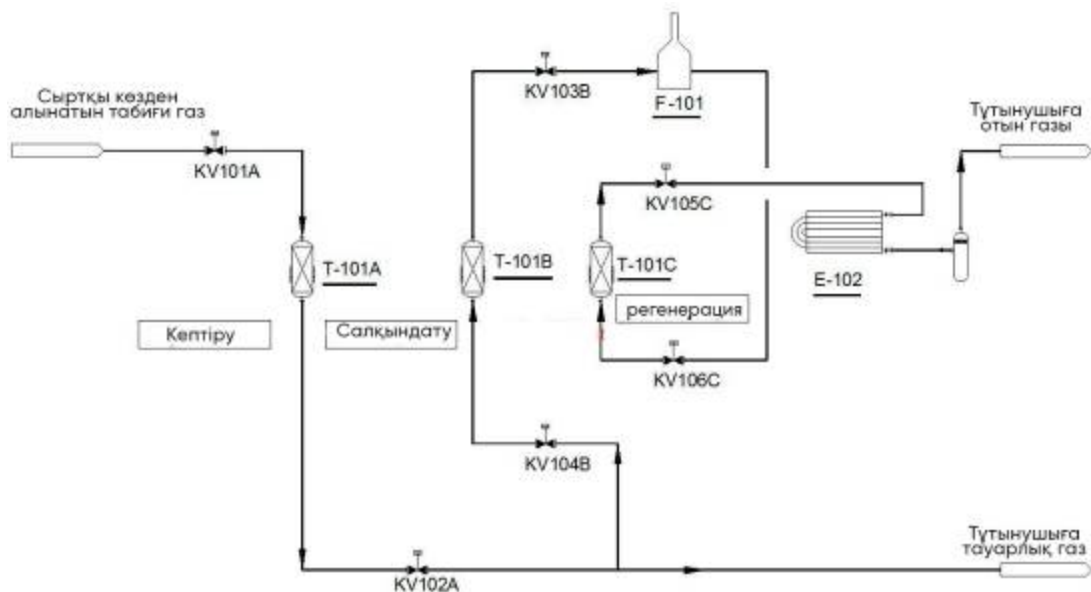 Сыртқы көзден
алынатын табиғи газ
KV101A
KV103B
F-101
Тұтынушыға
отын газы
KV105C
T-101A
T-101B
T-101C
E-102
Кептіру
Салқындату
регенерация
KV106C
KV104B
KV102A
Тұтынушыға
тауарлық газ